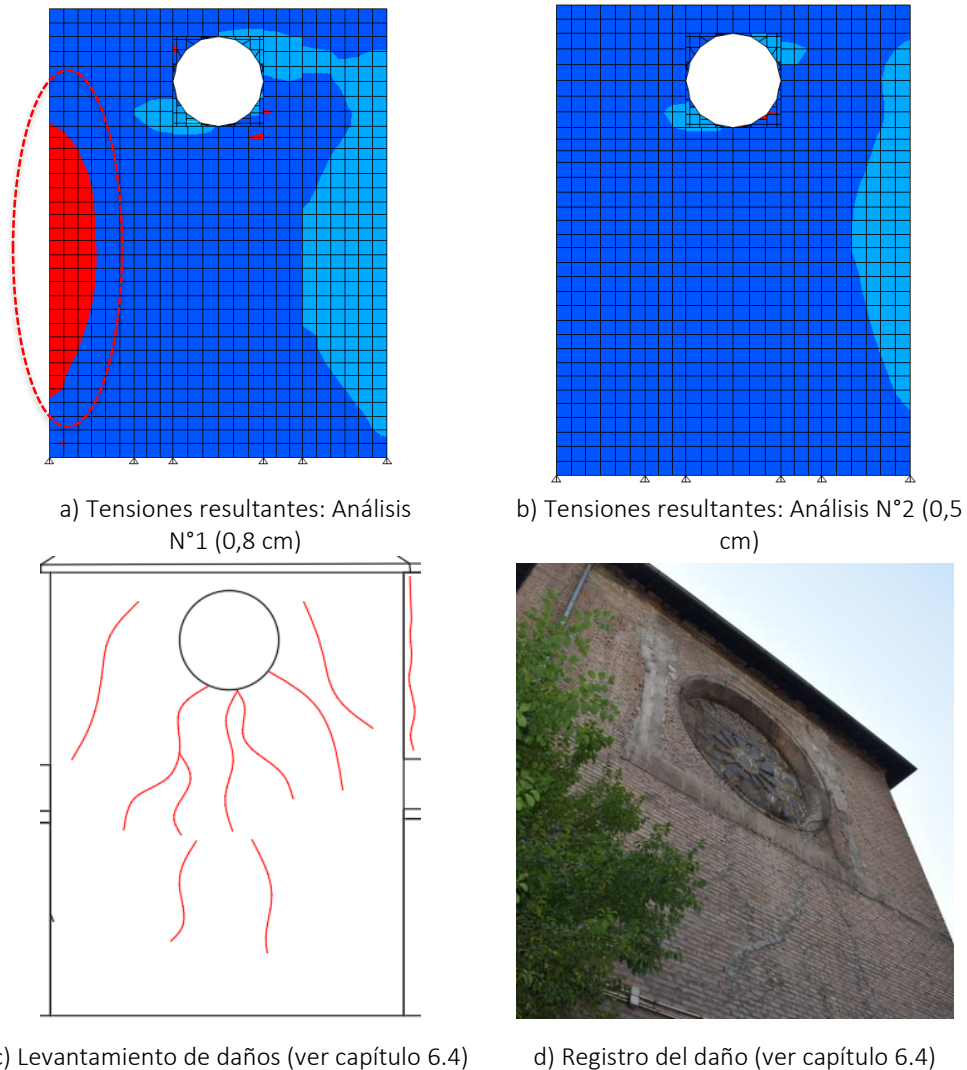 a) Tensiones resultantes: Análisis
N°1 (0,8 cm)
b) Tensiones resultantes: Análisis N°2 (0,5
cm)
c) Levantamiento de daños (ver capítulo 6.4)
d) Registro del daño (ver capítulo 6.4)